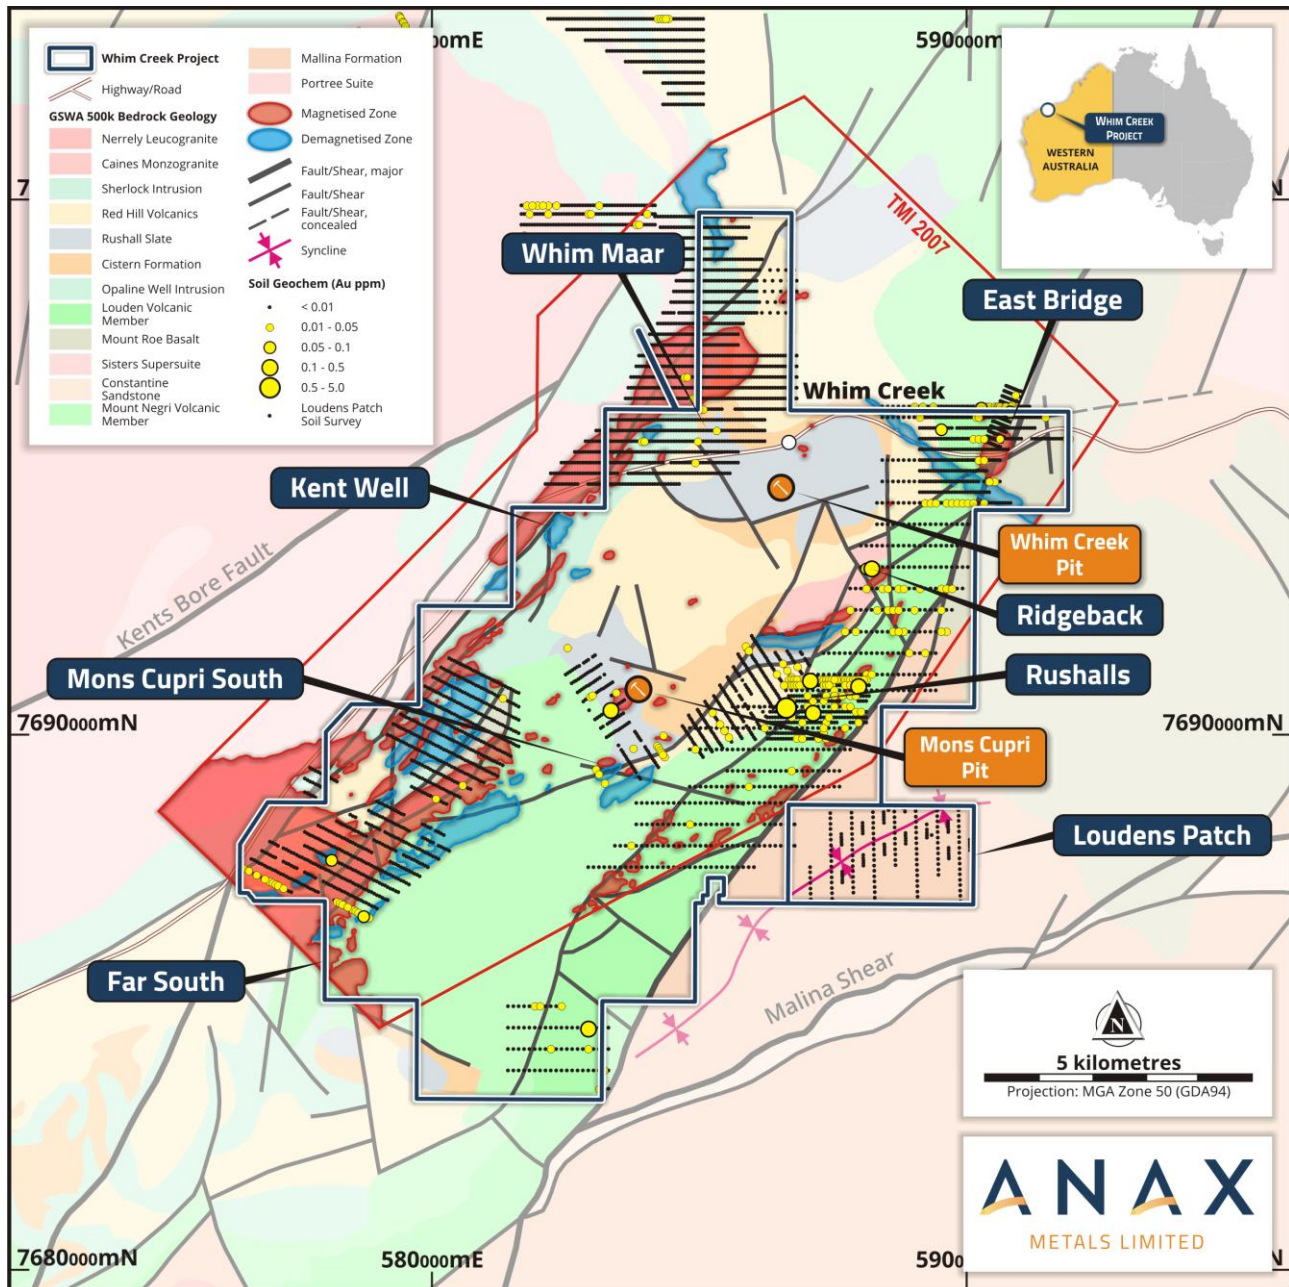 000mE
590000m
Whim Creek Project
Highway/Road
GSWA 500k Bedrock Geology
Nerrely Leucogranite
Caines Monzogranite
Sherlock Intrusion
Red Hill Volcanics
Rushall Slate
Cistern Formation
Opaline Well Intrusion
Louden Volcanic
Member
Mount Roe Basalt
Sisters Supersuite
Constantine
Sandstone
Mount Negri Volcanic
Member
Mallina Formation
Portree Suite
Magnetised Zone
Demagnetised Zone
Fault/Shear, major
Fault/Shear
Fault/Shear,
concealed
Syncline
Soil Geochem (Au ppm)
< 0.01
0.01 - 0.05
0.05 - 0.1
0.1 - 0.5
0.5 - 5.0
Loudens Patch
Soil Survey
WHIM CREEK
PROJECT
WESTERN
AUSTRALIA
7
N
TMI 2007
Whim Maar
East Bridge
Whim Creek
Kent Well
Whim Creek
Pit
Kents Bore Fault
Ridgeback
Mons Cupri South
Rushalls
7690000mN
7690000mN
Mons Cupri
Pit
Loudens Patch
Far South
Malina Shear
N
5 kilometres
Projection: MGA Zone 50 (GDA94)
ANAX
METALS LIMITED
7680000mN
580000mE
590
N